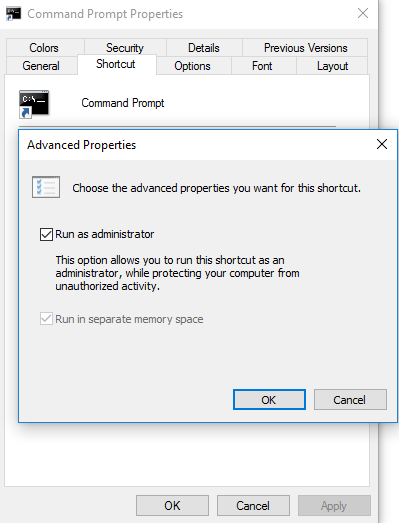 Command Prompt Properties
Colors Security Details Previous Versions
General Shortcut Options Font Layout
C:\_
Command Prompt
Advanced Properties
Choose the advanced properties you want for this shortcut.
Run as administrator
This option allows you to run this shortcut as an
administrator, while protecting your computer from
unauthorized activity.
Run in separate memory space
OK Cancel
OK Cancel Apply